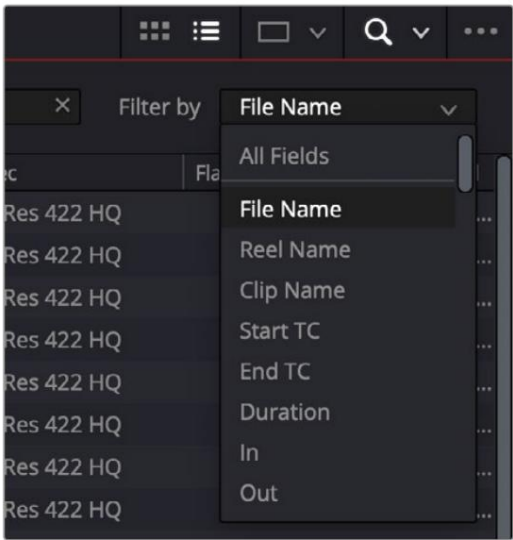 Filter by File Name
All Fields
Fla
File Name
Res 422 HQ
Reel Name
Res 422 HQ
Clip Name
Res 422 HQ
Start TC
Res 422 HQ
End TC
Res 422 HQ
Duration
Res 422 HQ
In
Res 422 HQ
Out
Res 422 HQ